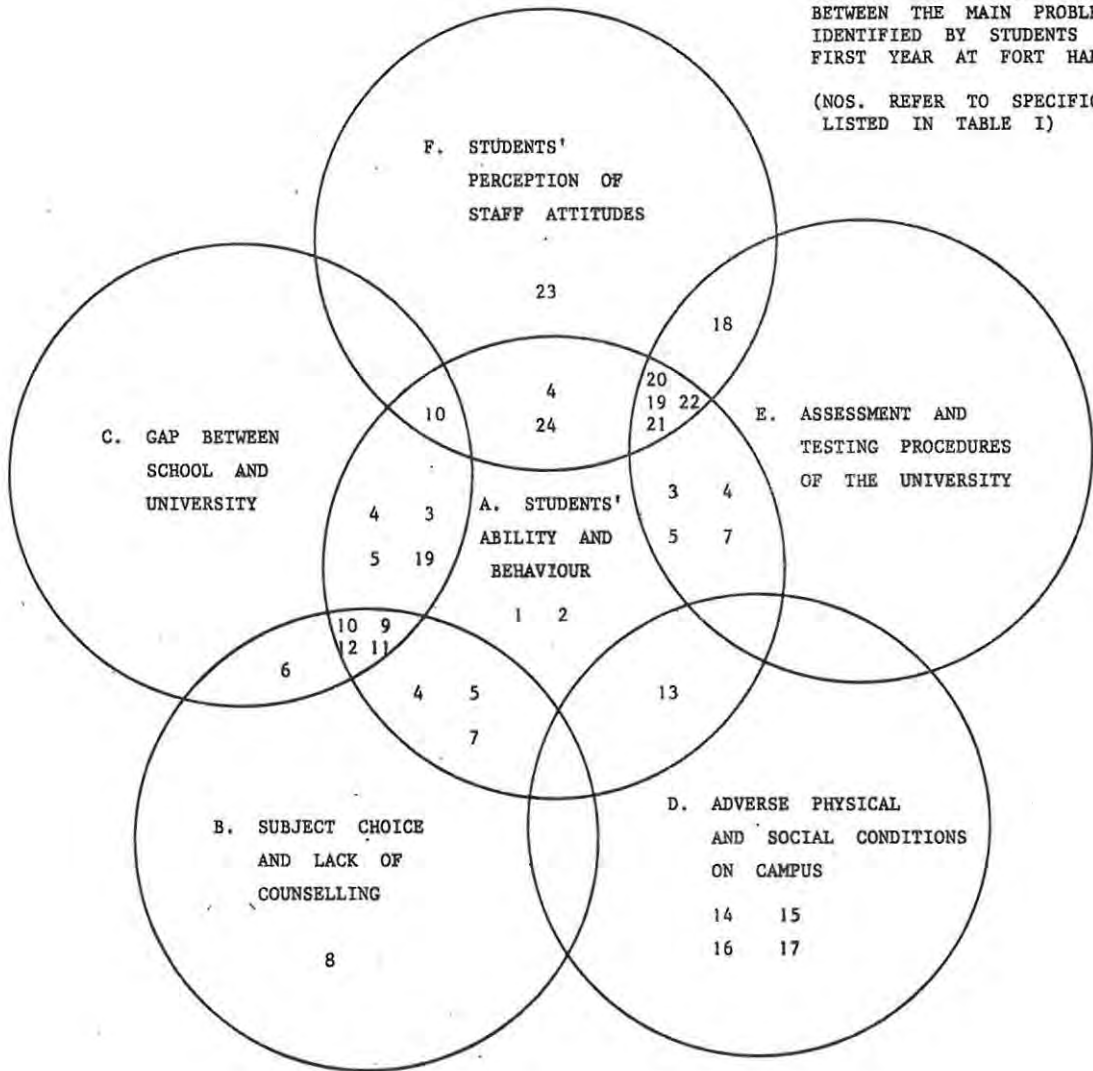 BETWEEN THE MAIN
IDENTIFIED BY STUDENTS
FIRST YEAR AT FORT
(NOS. REFER TO
LISTED IN TABLE I)
F. STUDENTS'
PERCEPTION OF
STAFF ATTITUDES
23
18
4
24
20
19 22
21
10
C. GAP BETWEEN
SCHOOL AND
UNIVERSITY
E. ASSESSMENT AND
TESTING PROCEDURES
OF THE UNIVERSITY
4 3
5 19
A. STUDENTS'
ABILITY AND
BEHAVIOUR
1 2
3 4
5 7
10 9
12 11
6
4 5
7
13
B. SUBJECT CHOICE
AND LACK OF
COUNSELLING
8
D. ADVERSE PHYSICAL
AND SOCIAL CONDITIONS
ON CAMPUS
14 15
16 17